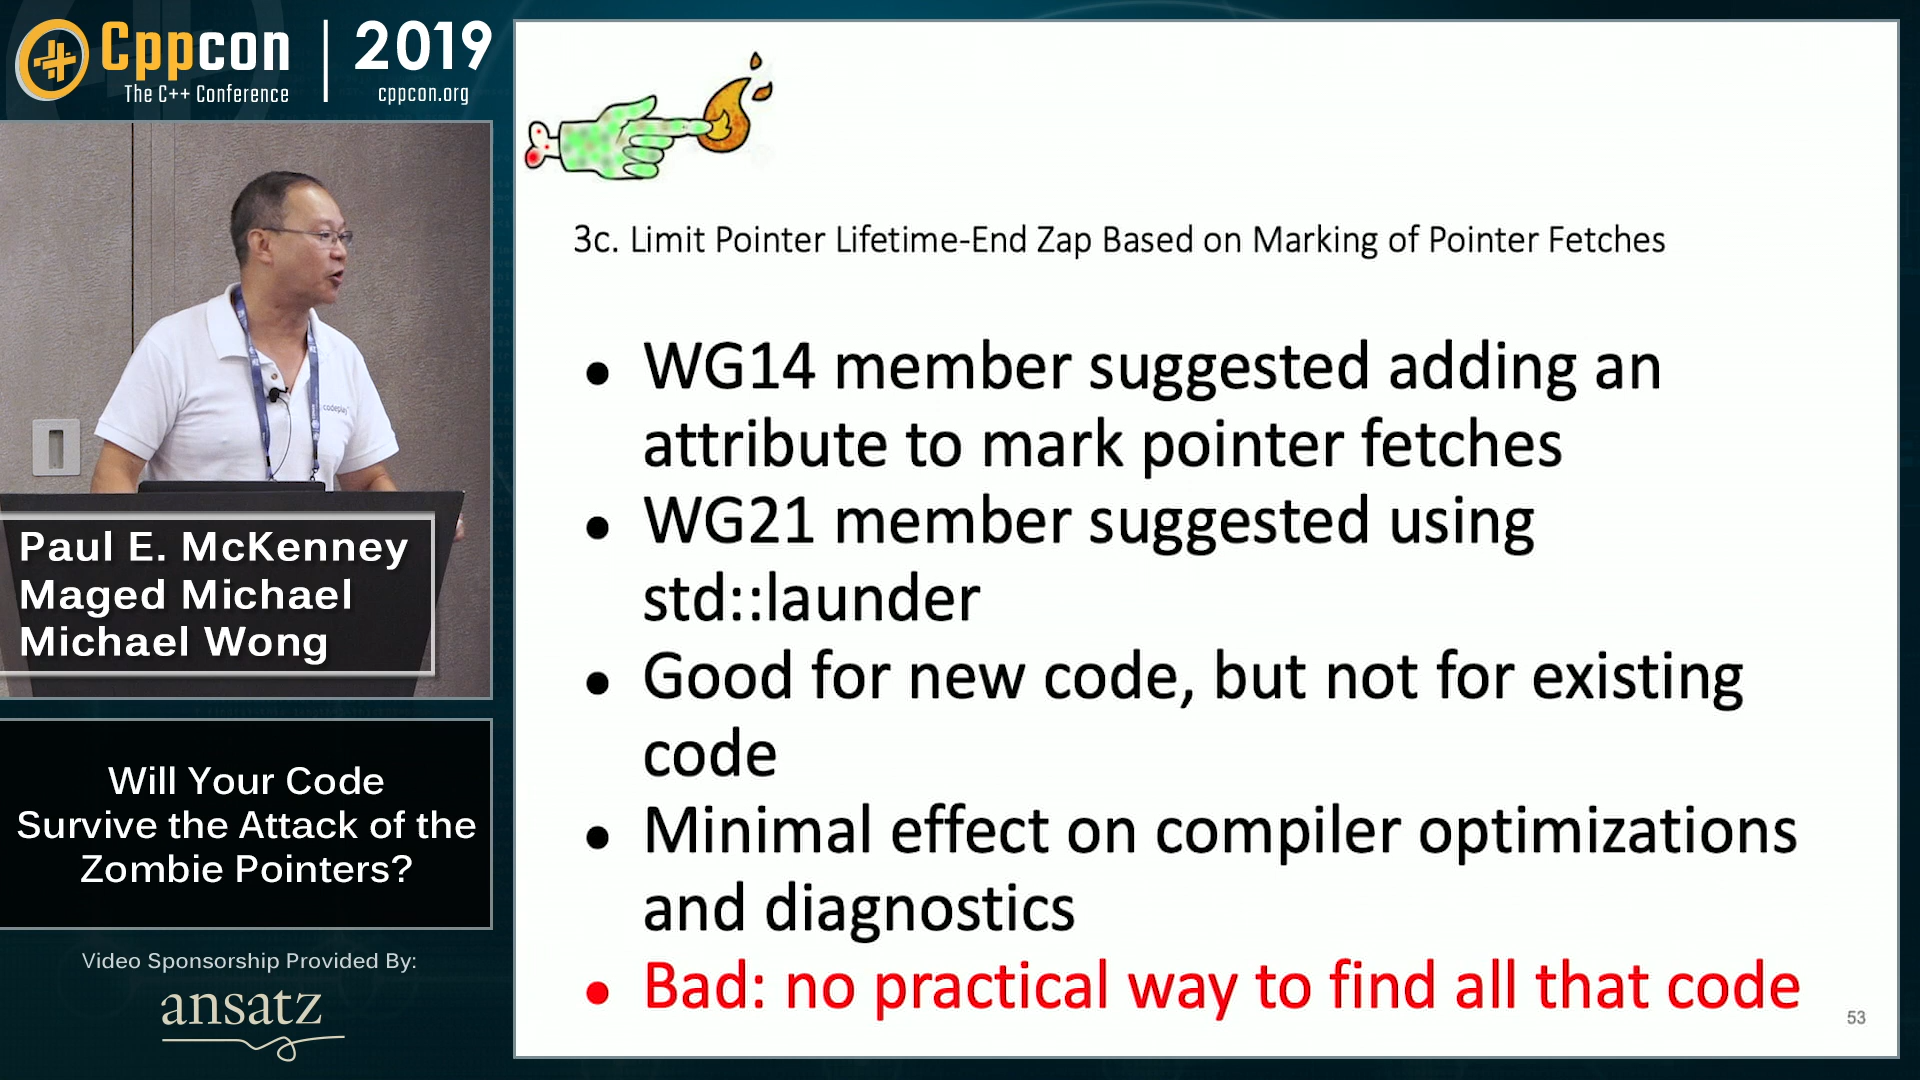 Cppcon
The C++ Conference
2019
cppcon.org
codeplay
Paul E. McKenney
Maged Michael
Michael Wong
Will Your Code
Survive the Attack of the
Zombie Pointers?
Video Sponsorship Provided By:
ansatz
3c. Limit Pointer Lifetime-End Zap Based on Marking of Pointer Fetches
● WG14 member suggested adding an
attribute to mark pointer fetches
● WG21 member suggested using
std::launder
● Good for new code, but not for existing
code
● Minimal effect on compiler optimizations
and diagnostics
● Bad: no practical way to find all that code
53